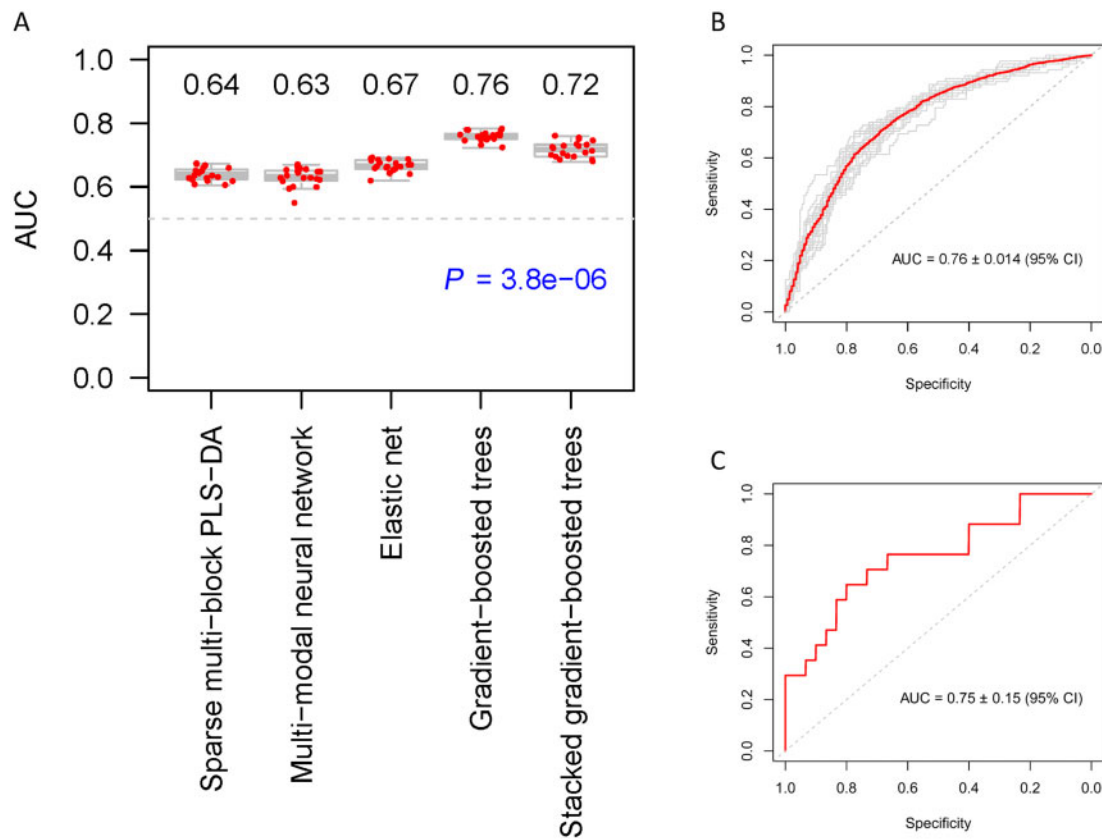 A
AUC
1.0
0.8
0.6
0.4
0.2
0.0
0.64 0.63 0.67 0.76 0.72
P = 3.8e−06
Sparse multi−block PLS−DA
Multi−modal neural network
Elastic net
Gradient−boosted trees
Stacked gradient−boosted trees
B
Sensitivity
1.0
0.8
0.6
0.4
0.2
0.0
AUC = 0.76 ± 0.014 (95% CI)
1.0 0.8 0.6 0.4 0.2 0.0
Specificity
C
Sensitivity
1.0
0.8
0.6
0.4
0.2
0.0
AUC = 0.75 ± 0.15 (95% CI)
1.0 0.8 0.6 0.4 0.2 0.0
Specificity